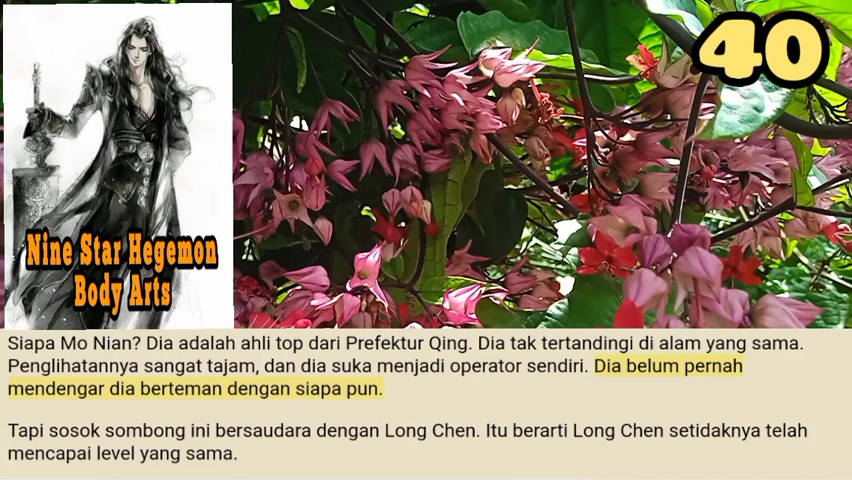 40
Nine Star Hegemon
Body Arts
Siapa Mo Nian? Dia adalah ahli top dari Prefektur Qing. Dia tak tertandingi di alam yang sama.
Penglihatannya sangat tajam, dan dia suka menjadi operator sendiri. Dia belum pernah
mendengar dia berteman dengan siapa pun.
Tapi sosok sombong ini bersaudara dengan Long Chen. Itu berarti Long Chen setidaknya telah
mencapai level yang sama.